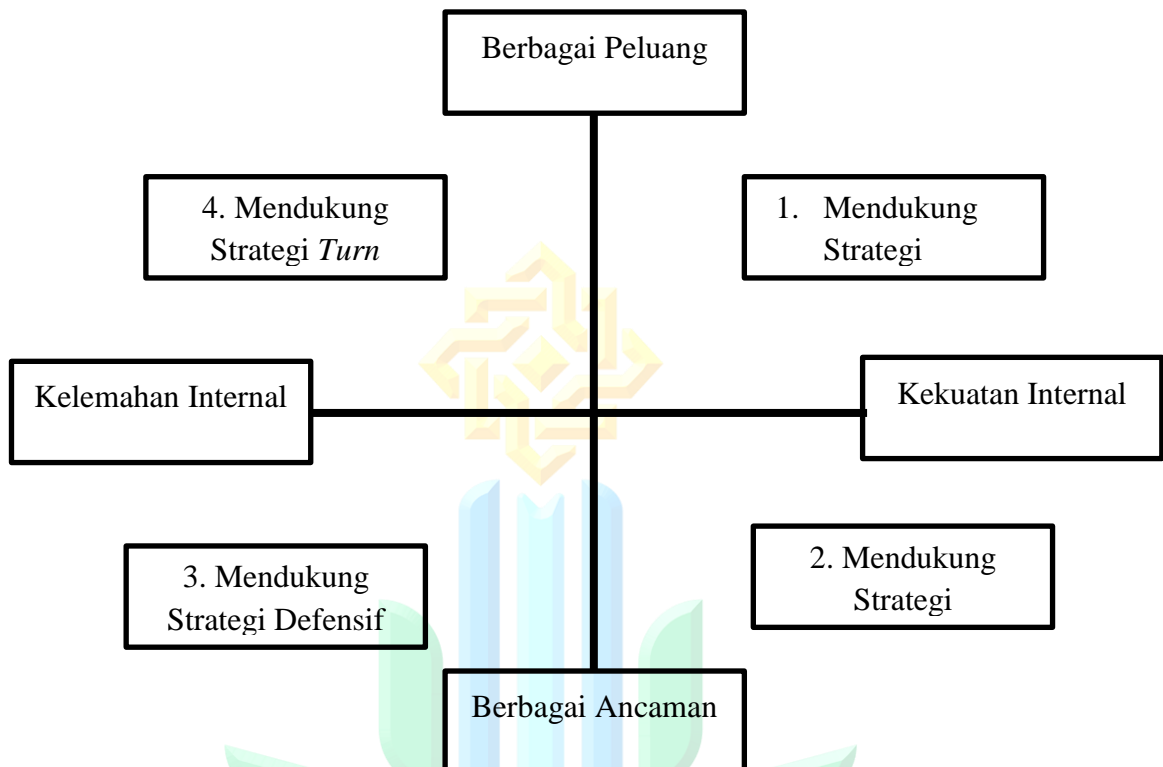 Berbagai Peluang
4. Mendukung
Strategi Turn
1. Mendukung
Strategi
Kelemahan Internal
Kekuatan Internal
3. Mendukung
Strategi Defensif
2. Mendukung
Strategi
Berbagai Ancaman